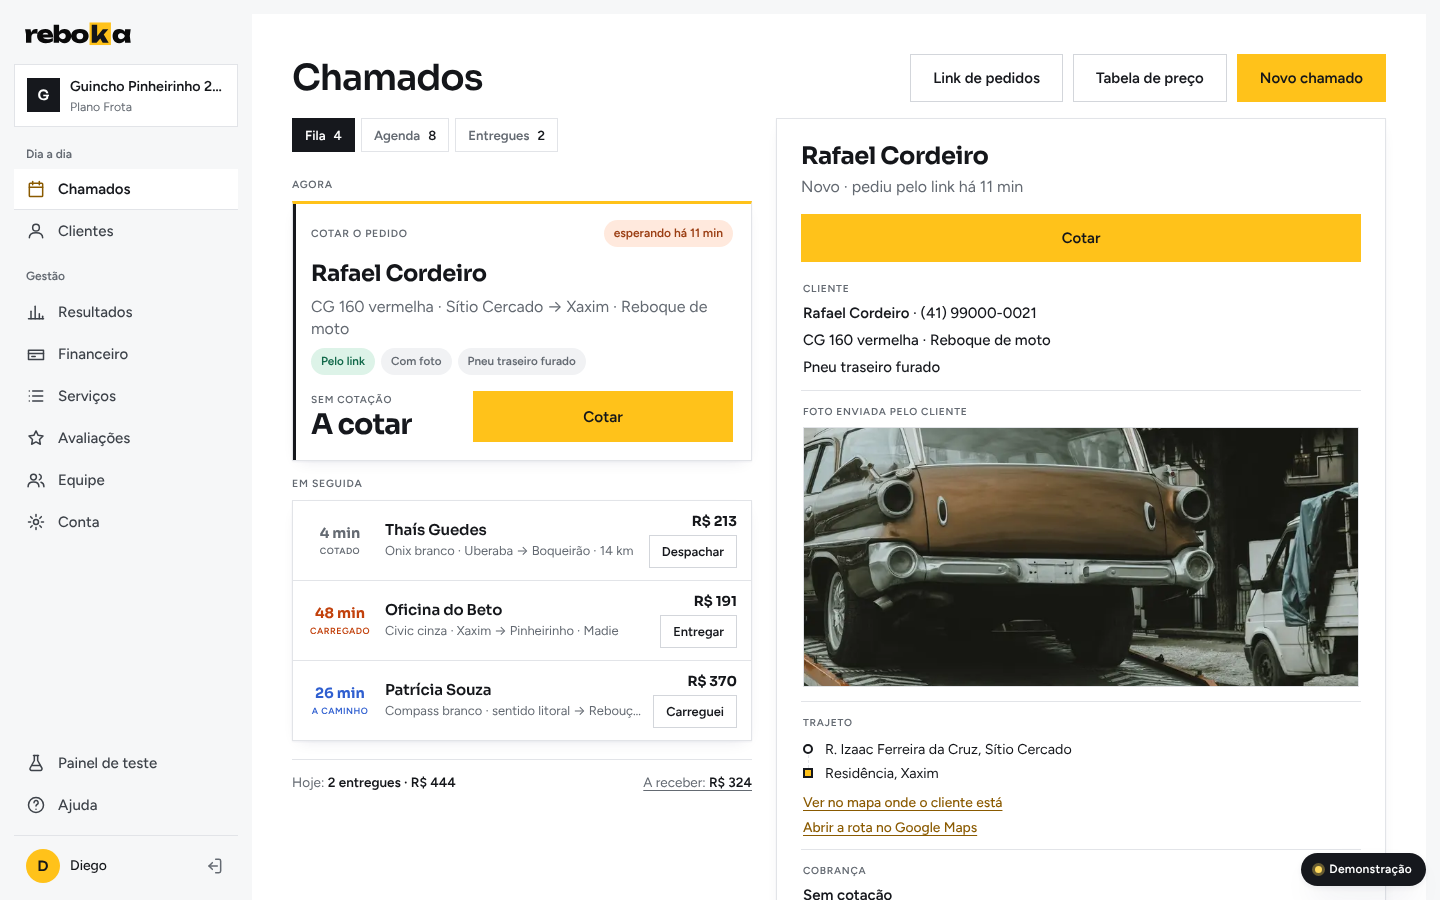 reboka
G
Guincho Pinheirinho 2...
Plano Frota
Dia a dia
Chamados
Clientes
Gestão
Resultados
Financeiro
Serviços
Avaliações
Equipe
Conta
Painel de teste
Ajuda
D
Diego
Chamados
Link de pedidos
Tabela de preço
Novo chamado
Fila 4
Agenda 8
Entregues 2
AGORA
COTAR O PEDIDO
esperando há 11 min
Rafael Cordeiro
CG 160 vermelha · Sítio Cercado → Xaxim · Reboque de
moto
Pelo link
Com foto
Pneu traseiro furado
SEM COTAÇÃO
A cotar
Cotar
EM SEGUIDA
4 min
COTADO
Thaís Guedes
Onix branco · Uberaba → Boqueirão · 14 km
R$ 213
Despachar
48 min
CARREGADO
Oficina do Beto
Civic cinza · Xaxim → Pinheirinho · Madie
R$ 191
Entregar
26 min
A CAMINHO
Patrícia Souza
Compass branco · sentido litoral → Rebouç...
R$ 370
Carreguei
Hoje: 2 entregues · R$ 444
A receber: R$ 324
Rafael Cordeiro
Novo · pediu pelo link há 11 min
Cotar
CLIENTE
Rafael Cordeiro · (41) 99000-0021
CG 160 vermelha · Reboque de moto
Pneu traseiro furado
FOTO ENVIADA PELO CLIENTE
TRAJETO
R. Izaac Ferreira da Cruz, Sítio Cercado
Residência, Xaxim
Ver no mapa onde o cliente está
Abrir a rota no Google Maps
COBRANÇA
Sem cotação
Demonstração